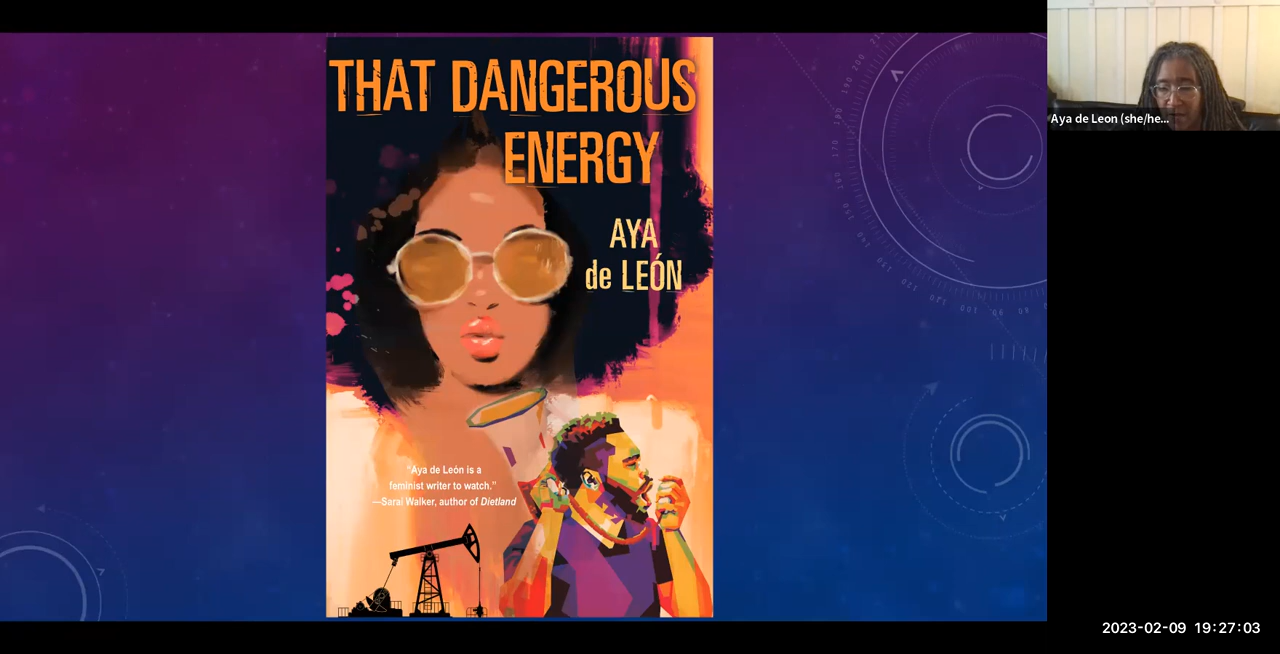 THAT DANGEROUS
ENERGY
AYA
de LEÓN
"Aya de León is a
feminist writer to watch."
—Sarai Walker, author of Dietland
Aya de Leon (she/he...
2023-02-09 19:27:03